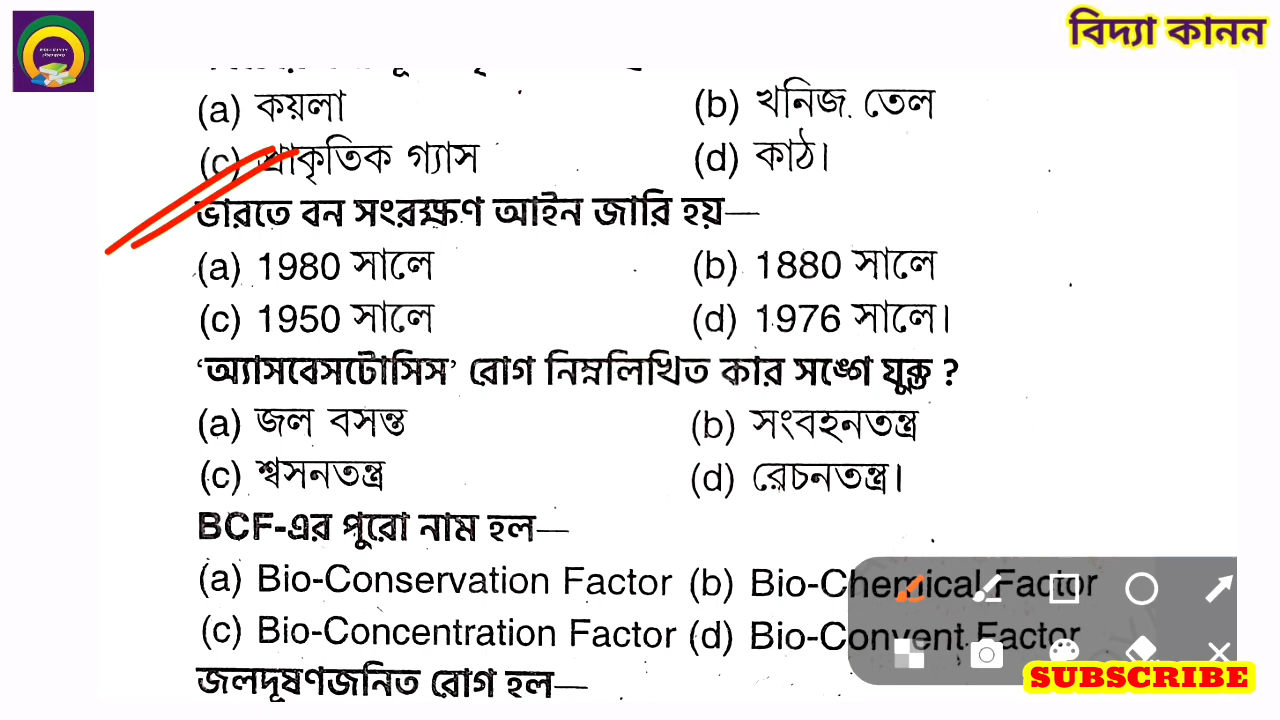 বিদ্যা কানন
(a) কয়লা (b) খনিজ তেল
(c) প্রাকৃতিক গ্যাস (d) কাঠ।
ভারতে বন সংরক্ষণ আইন জারি হয়—
(a) 1980 সালে (b) 1880 সালে
(c) 1950 সালে (d) 1976 সালে।
‘অ্যাসবেসটোসিস’ রোগ নিম্নলিখিত কার সঙ্গে যুক্ত ?
(a) জল বসন্ত (b) সংবহনতন্ত্র
(c) শ্বসনতন্ত্র (d) রেচনতন্ত্র।
BCF-এর পুরো নাম হল—
(a) Bio-Conservation Factor (b) Bio-Chemical Factor
(c) Bio-Concentration Factor (d) Bio-Convent Factor
জলদূষণজনিত রোগ হল—
SUBSCRIBE